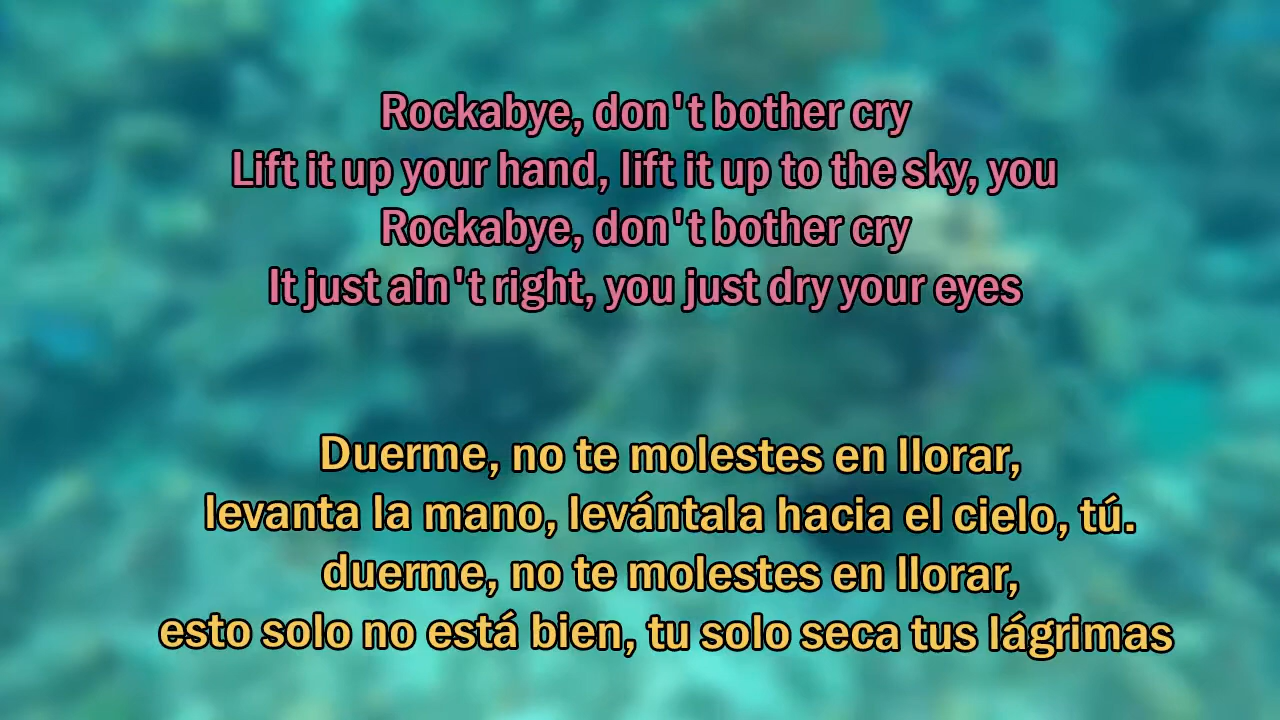 Rockabye, don't bother cry
Lift it up your hand, lift it up to the sky, you
Rockabye, don't bother cry
It just ain't right, you just dry your eyes
Duerme, no te molestes en llorar,
levanta la mano, levántala hacia el cielo, tú.
duerme, no te molestes en llorar,
esto solo no está bien, tu solo seca tus lágrimas